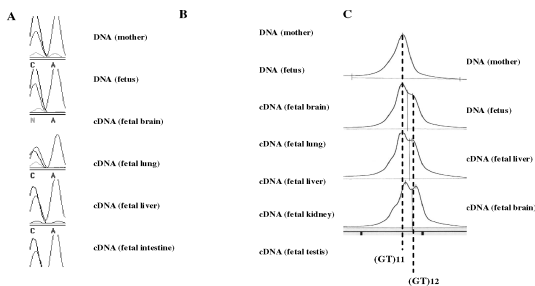 A
DNA (mother)
C A
DNA (fetus)
N A
cDNA (fetal brain)
cDNA (fetal lung)
C A
cDNA (fetal liver)
C A
cDNA (fetal intestine)
B
DNA (mother)
DNA (fetus)
cDNA (fetal brain)
cDNA (fetal lung)
cDNA (fetal liver)
cDNA (fetal kidney)
cDNA (fetal testis)
C
DNA (mother)
DNA (fetus)
cDNA (fetal liver)
cDNA (fetal brain)
(GT)11
(GT)12